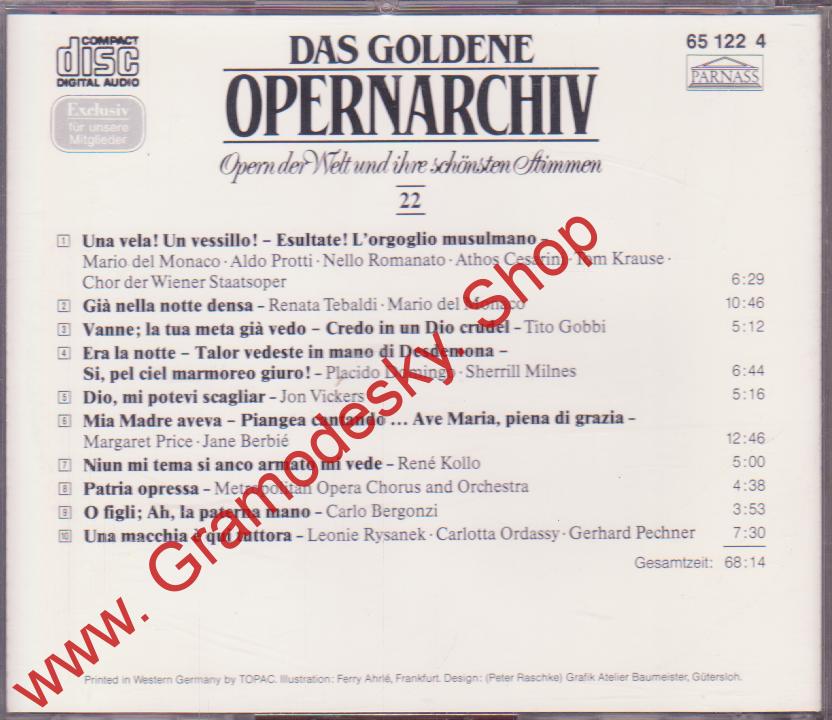 COMPACT
disc
DIGITAL AUDIO
Exclusiv
für unsere
Mitglieder
DAS GOLDENE
OPERNARCHIV
Opern der Welt und ihre schönsten Stimmen
22
65 122 4
PARNASS
1 Una vela! Un vessillo! – Esultate! L'orgoglio musulmano –
Mario del Monaco · Aldo Protti · Nello Romanato · Athos Cesarini · Tom Krause ·
Chor der Wiener Staatsoper 6:29
2 Già nella notte densa – Renata Tebaldi · Mario del Monaco 10:46
3 Vanne; la tua meta già vedo – Credo in un Dio crudel – Tito Gobbi 5:12
4 Era la notte – Talor vedeste in mano di Desdemona –
Si, pel ciel marmoreo giuro! – Placido Domingo · Sherrill Milnes 6:44
5 Dio, mi potevi scagliar – Jon Vickers 5:16
6 Mia Madre aveva – Piangea cantando ... Ave Maria, piena di grazia –
Margaret Price · Jane Berbié 12:46
7 Niun mi tema si anco armato mi vede – René Kollo 5:00
8 Patria opressa – Metropolitan Opera Chorus and Orchestra 4:38
9 O figli; Ah, la paterna mano – Carlo Bergonzi 3:53
10 Una macchia è qui tuttora – Leonie Rysanek · Carlotta Ordassy · Gerhard Pechner 7:30
Gesamtzeit: 68:14
Printed in Western Germany by TOPAC. Illustration: Ferry Ahrlé, Frankfurt. Design: (Peter Raschke) Grafik Atelier Baumeister, Gütersloh.
www. Gramodesky. Shop